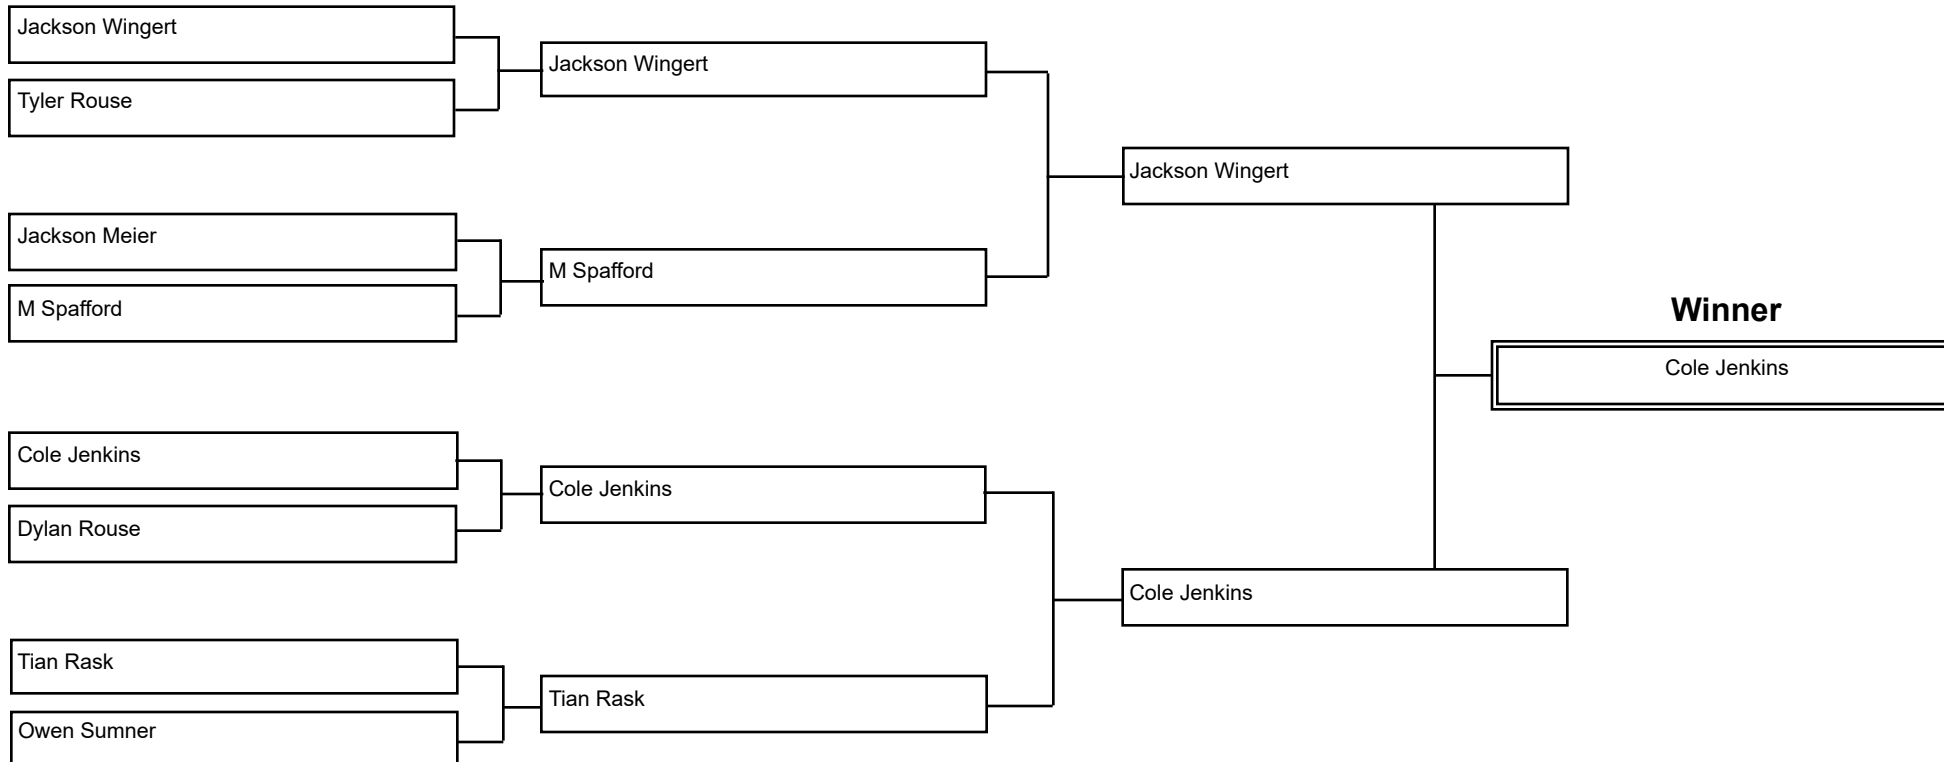 Jackson Wingert
Tyler Rouse
Jackson Meier
M Spafford
Cole Jenkins
Dylan Rouse
Tian Rask
Owen Sumner
Jackson Wingert
M Spafford
Cole Jenkins
Tian Rask
Jackson Wingert
Cole Jenkins
Winner
Cole Jenkins